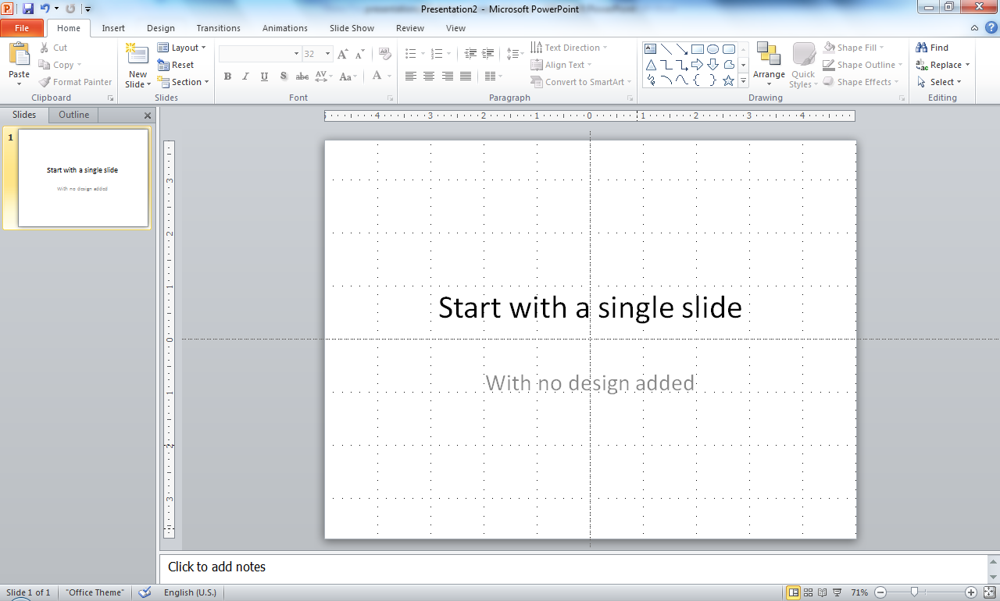 Presentation2 - Microsoft PowerPoint
File Home Insert Design Transitions Animations Slide Show Review View
Paste
Cut
Copy
Format Painter
Clipboard
New Slide
Layout
Reset
Section
Slides
32
B I U S abc AV Aa A
Font
Text Direction
Align Text
Convert to SmartArt
Paragraph
Arrange
Quick Styles
Shape Fill
Shape Outline
Shape Effects
Drawing
Find
Replace
Select
Editing
Slides Outline
1
Start with a single slide
With no design added
4 3 2 1 0 1 2 3 4
3
2
1
0
1
2
3
Start with a single slide
With no design added
Click to add notes
Slide 1 of 1 "Office Theme" English (U.S.) 71%